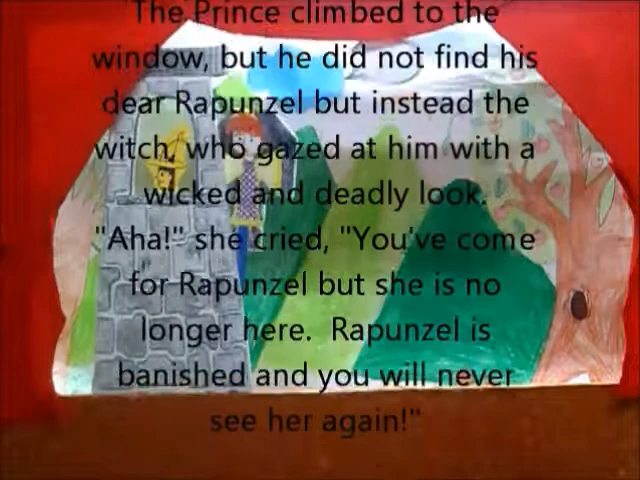 "The Prince climbed to the
window, but he did not find his
dear Rapunzel but instead the
witch, who gazed at him with a
wicked and deadly look.
"Aha!" she cried, "You've come
for Rapunzel but she is no
longer here.  Rapunzel is
banished and you will never
see her again!"